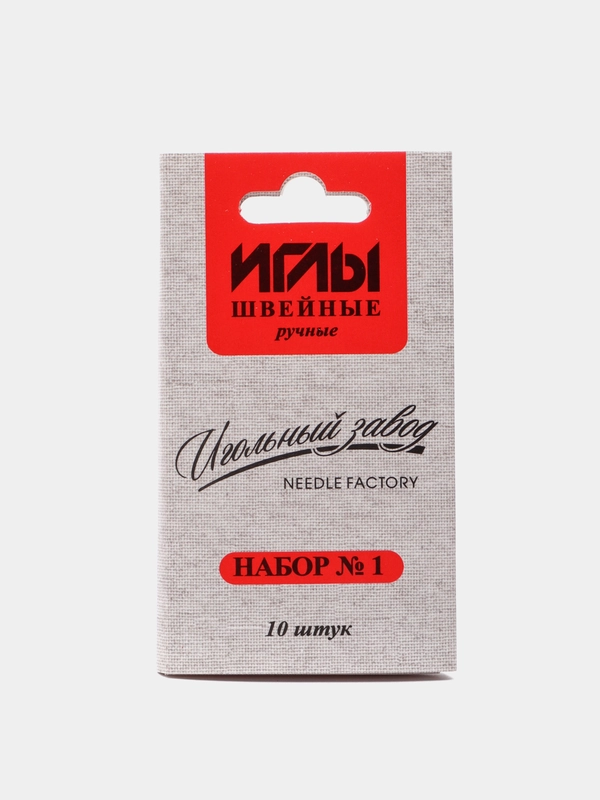 ИГЛЫ
ШВЕЙНЫЕ
ручные
Игольный завод
NEEDLE FACTORY
НАБОР № 1
10 штук